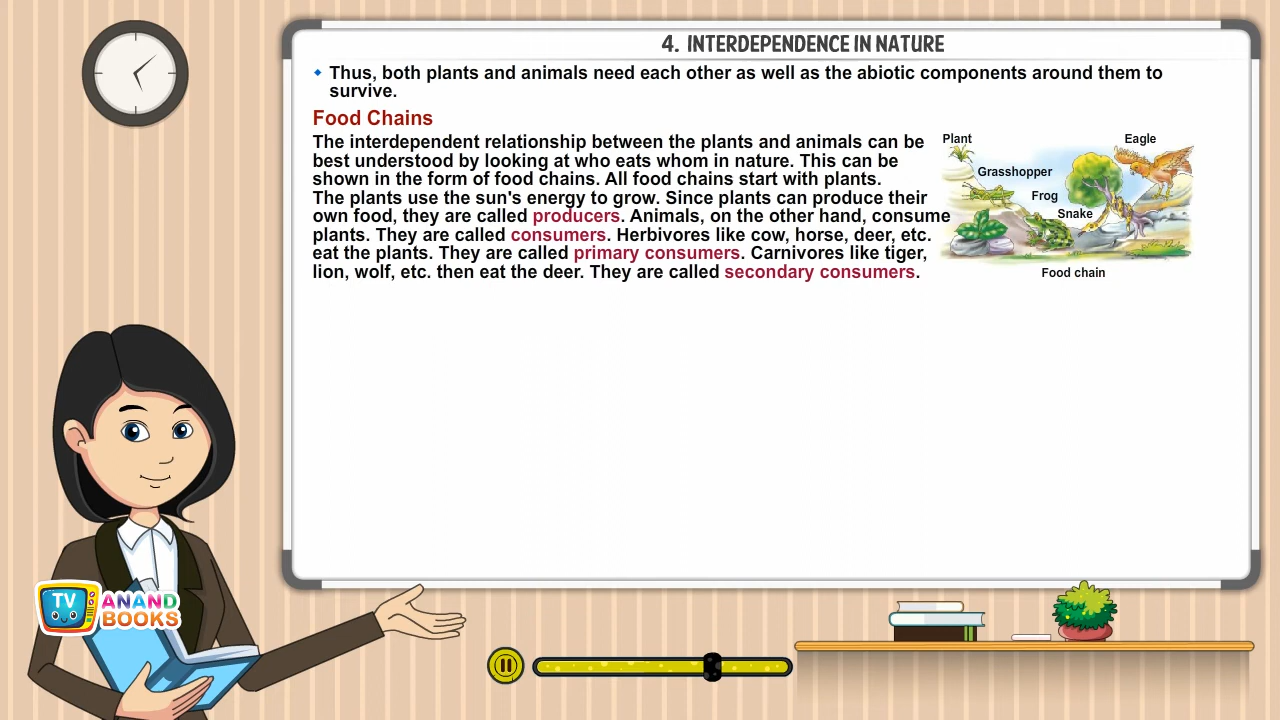 4. INTERDEPENDENCE IN NATURE
Thus, both plants and animals need each other as well as the abiotic components around them to
survive.
Food Chains
The interdependent relationship between the plants and animals can be
best understood by looking at who eats whom in nature. This can be
shown in the form of food chains. All food chains start with plants.
The plants use the sun's energy to grow. Since plants can produce their
own food, they are called producers. Animals, on the other hand, consume
plants. They are called consumers. Herbivores like cow, horse, deer, etc.
eat the plants. They are called primary consumers. Carnivores like tiger,
lion, wolf, etc. then eat the deer. They are called secondary consumers.
Plant
Eagle
Grasshopper
Frog
Snake
Food chain
TV
ANAND
BOOKS